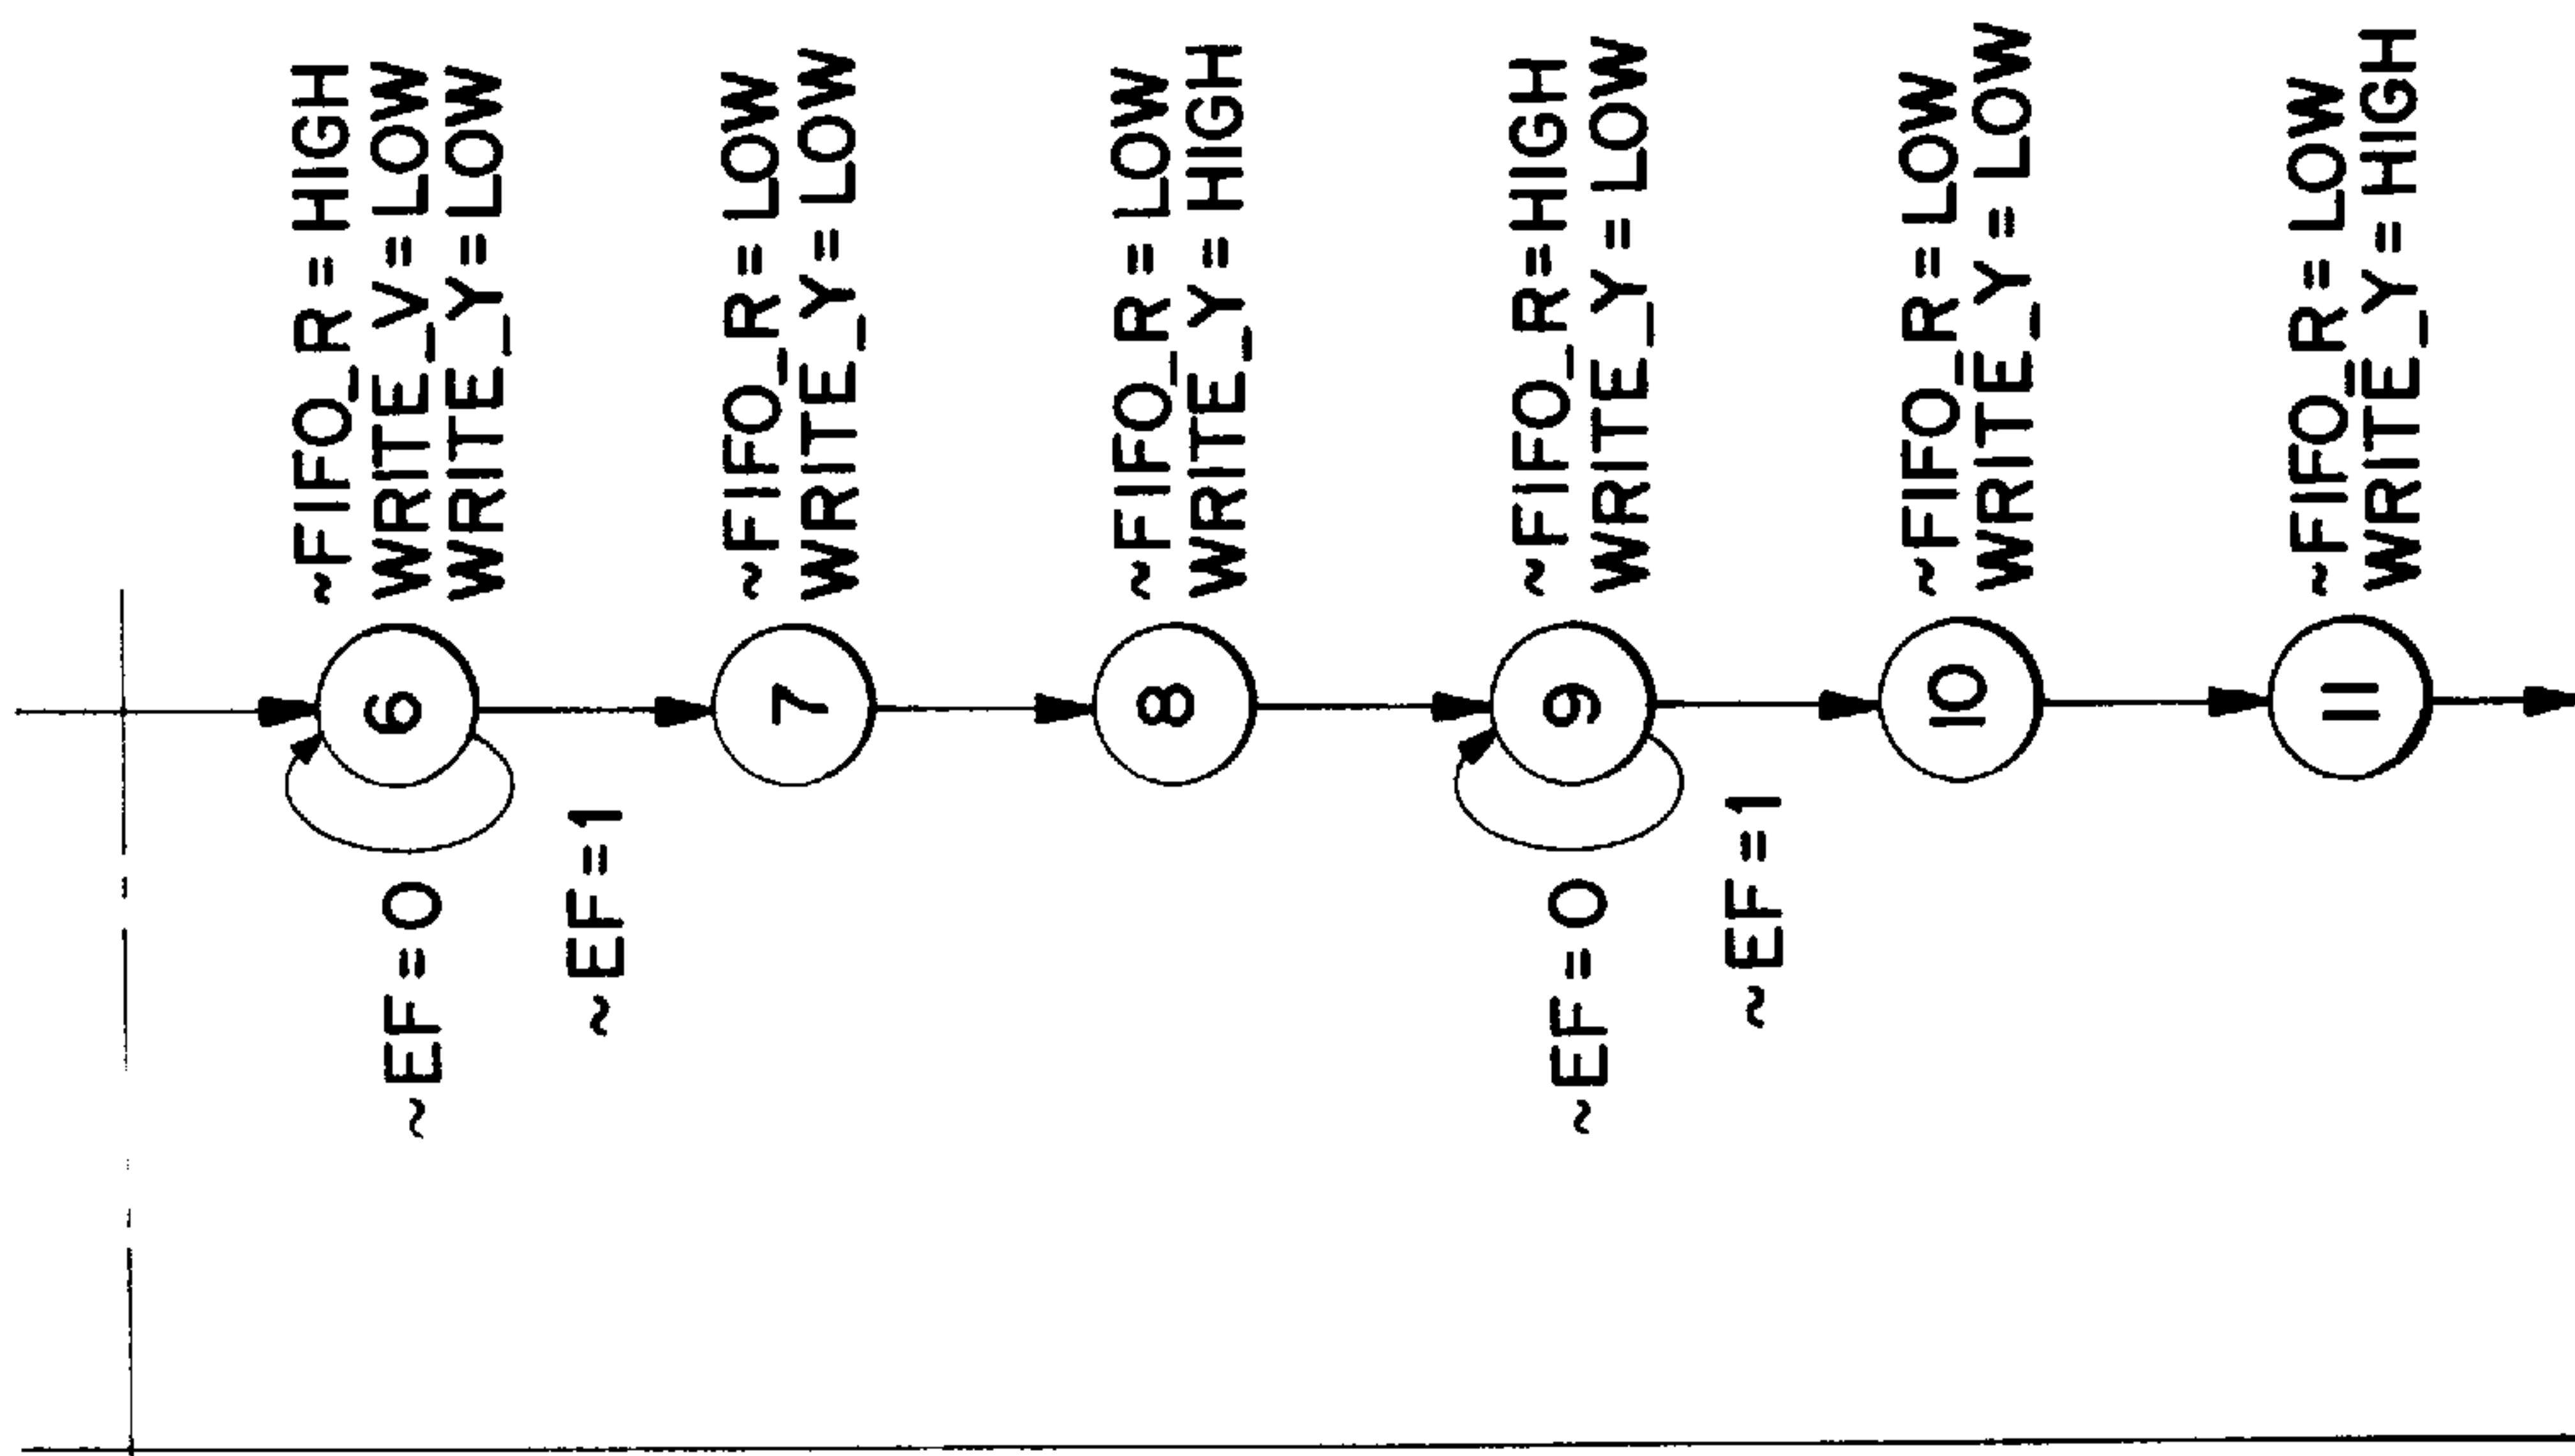 ~FIFO_R = HIGH
WRITE_V = LOW
WRITE_Y = LOW
6
~EF = 0
~EF = 1
~FIFO_R = LOW
WRITE_Y = LOW
7
~FIFO_R = LOW
WRITE_Y = HIGH
8
~FIFO_R = HIGH
WRITE_Y = LOW
9
~EF = 0
~EF = 1
~FIFO_R = LOW
WRITE_Y = LOW
10
~FIFO_R = LOW
WRITE_Y = HIGH
11